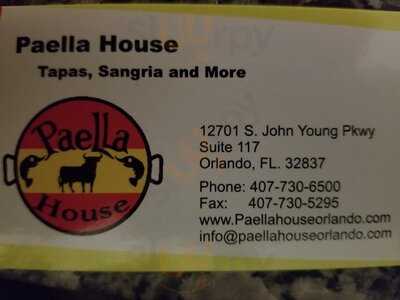 Paella House
Tapas, Sangria and More
Paella
House
12701 S. John Young Pkwy
Suite 117
Orlando, FL. 32837
Phone: 407-730-6500
Fax: 407-730-5295
www.Paellahouseorlando.com
info@paellahouseorlando.com